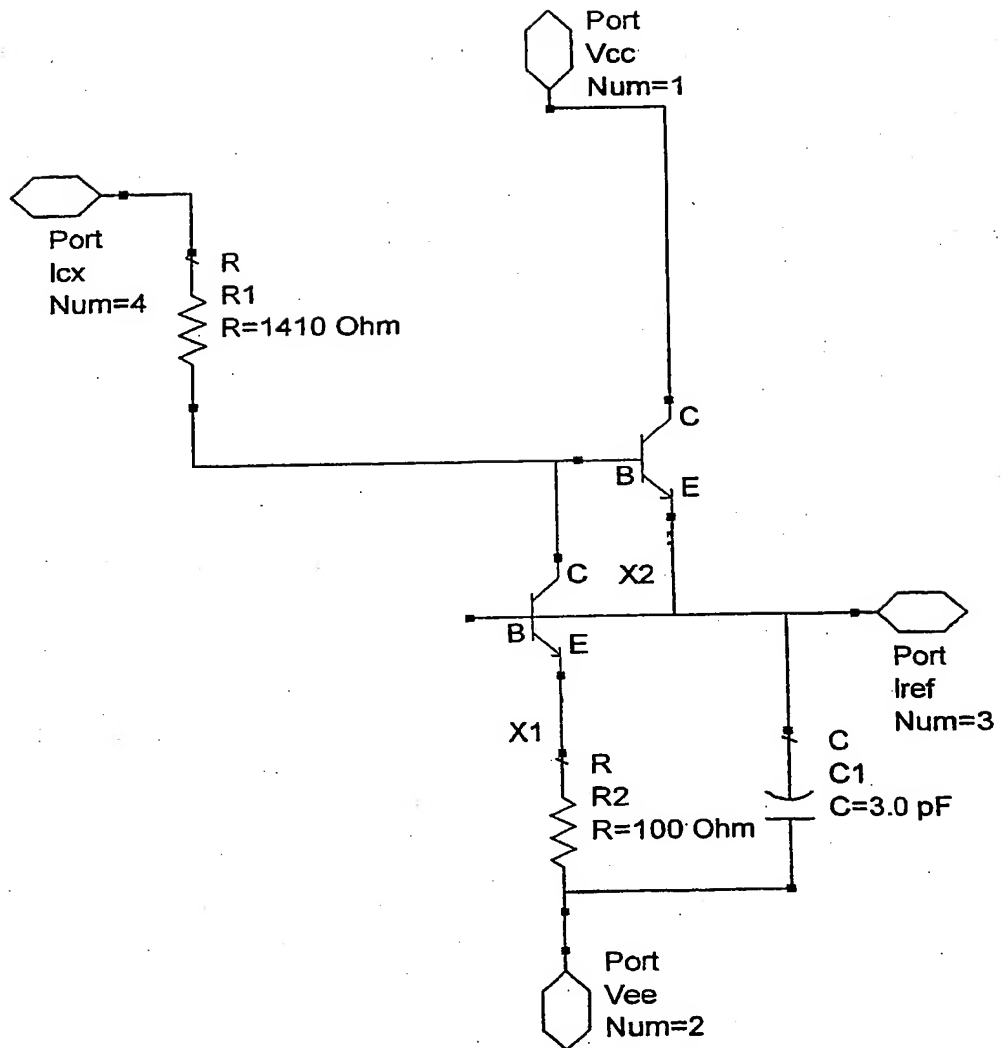 Port
Vcc
Num=1
Port
Icx
Num=4
R
R1
R=1410 Ohm
C
B
E
X2
C
B
E
X1
Port
Iref
Num=3
R
R2
R=100 Ohm
C
C1
C=3.0 pF
Port
Vee
Num=2